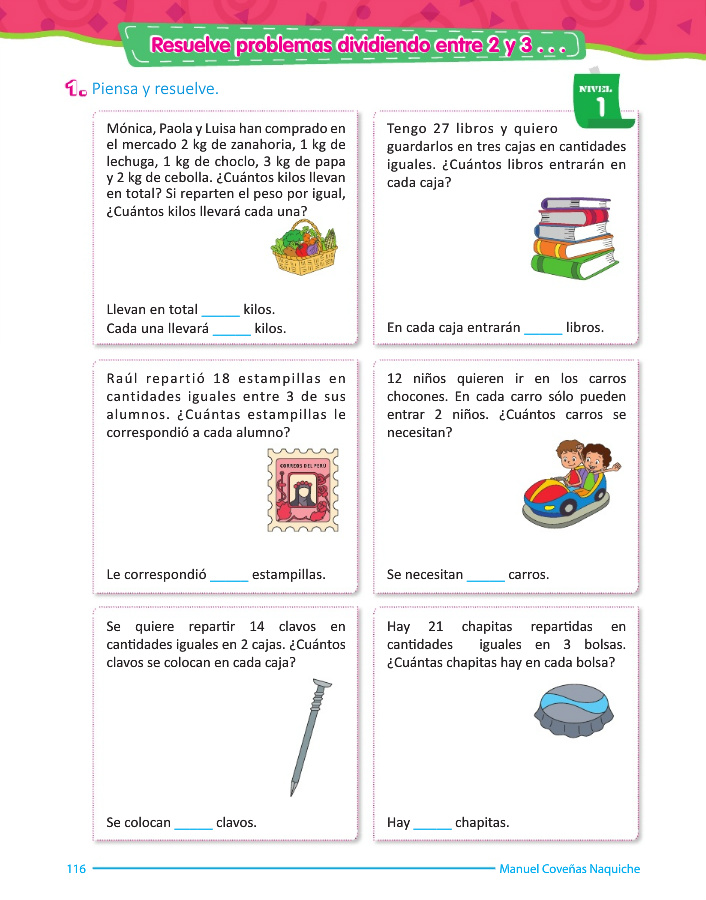 Resuelve problemas dividiendo entre 2 y 3 . . .
1. Piensa y resuelve.
NIVEL
1
Mónica, Paola y Luisa han comprado en
el mercado 2 kg de zanahoria, 1 kg de
lechuga, 1 kg de choclo, 3 kg de papa
y 2 kg de cebolla. ¿Cuántos kilos llevan
en total? Si reparten el peso por igual,
¿Cuántos kilos llevará cada una?
Llevan en total _____ kilos.
Cada una llevará _____ kilos.
Tengo 27 libros y quiero
guardarlos en tres cajas en cantidades
iguales. ¿Cuántos libros entrarán en
cada caja?
En cada caja entrarán _____ libros.
Raúl repartió 18 estampillas en
cantidades iguales entre 3 de sus
alumnos. ¿Cuántas estampillas le
correspondió a cada alumno?
CORREOS DEL PERU
Le correspondió _____ estampillas.
12 niños quieren ir en los carros
chocones. En cada carro sólo pueden
entrar 2 niños. ¿Cuántos carros se
necesitan?
Se necesitan _____ carros.
Se quiere repartir 14 clavos en
cantidades iguales en 2 cajas. ¿Cuántos
clavos se colocan en cada caja?
Se colocan _____ clavos.
Hay 21 chapitas repartidas en
cantidades iguales en 3 bolsas.
¿Cuántas chapitas hay en cada bolsa?
Hay _____ chapitas.
116
Manuel Coveñas Naquiche